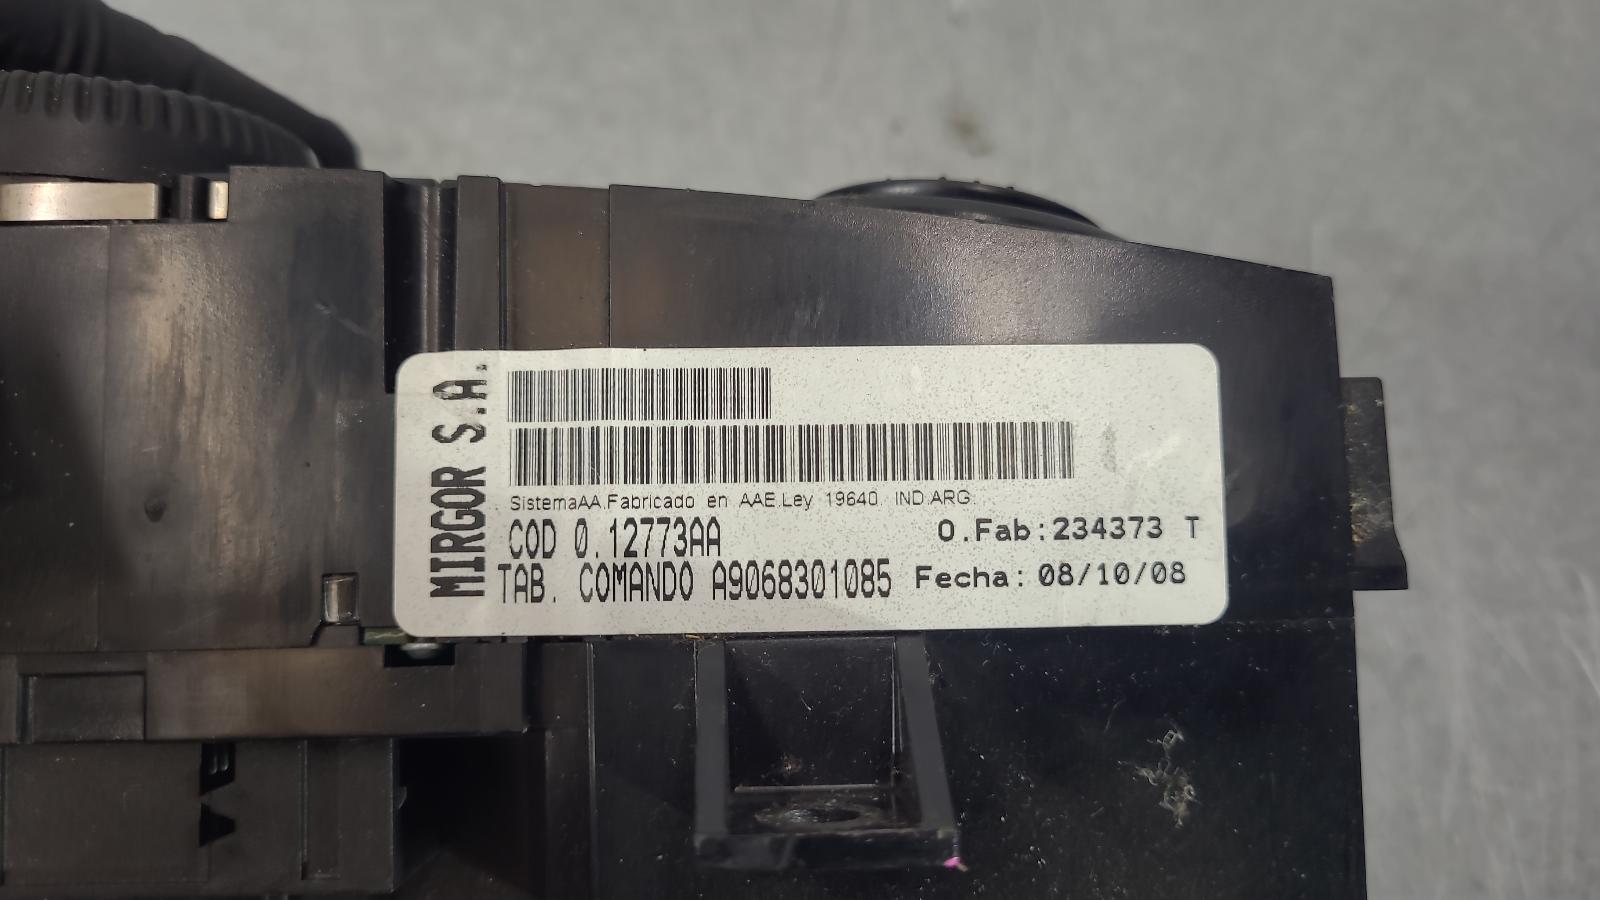 MIRGOR S.A.
SistemaAA.Fabricado en AAE.Ley 19640. IND.ARG.
COD 0.12773AA O.Fab:234373 T
TAB. COMANDO A9068301085 Fecha: 08/10/08